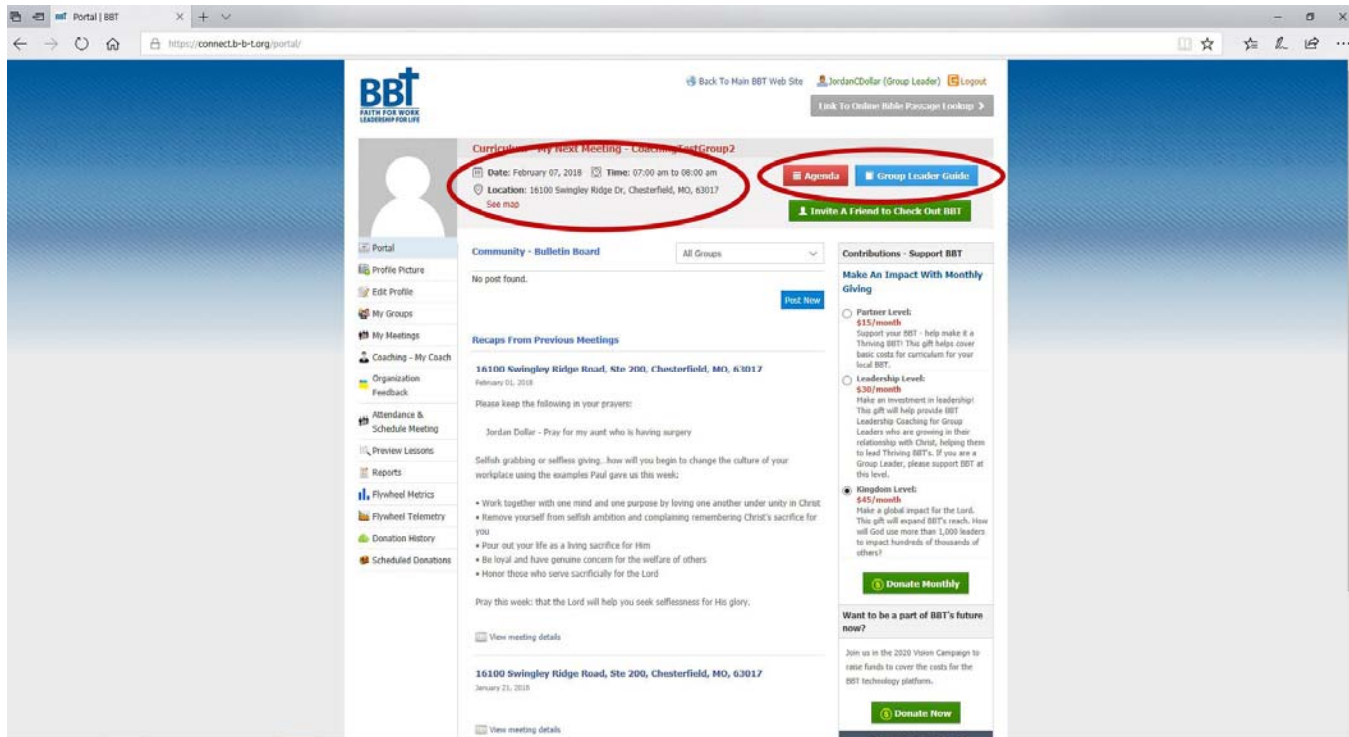 Portal | BBT
https://connect.b-b-t.org/portal/
BBT
FAITH FOR WORK
LEADERSHIP FOR LIFE
Back To Main BBT Web Site
JordanCDollar (Group Leader)
Logout
Link To Online Bible Passage Lookup
Curriculum - My Next Meeting - CoachingTestGroup2
Date: February 07, 2018 Time: 07:00 am to 08:00 am
Location: 16100 Swingley Ridge Dr, Chesterfield, MO, 63017
See map
Agenda
Group Leader Guide
Invite A Friend to Check Out BBT
Portal
Profile Picture
Edit Profile
My Groups
My Meetings
Coaching - My Coach
Organization
Feedback
Attendance &
Schedule Meeting
Preview Lessons
Reports
Flywheel Metrics
Flywheel Telemetry
Donation History
Scheduled Donations
Community - Bulletin Board
All Groups
No post found.
Post New
Recaps From Previous Meetings
16100 Swingley Ridge Road, Ste 200, Chesterfield, MO, 63017
February 01, 2018
Please keep the following in your prayers:
Jordan Dollar - Pray for my aunt who is having surgery
Selfish grabbing or selfless giving...how will you begin to change the culture of your
workplace using the examples Paul gave us this week:
• Work together with one mind and one purpose by loving one another under unity in Christ
• Remove yourself from selfish ambition and complaining remembering Christ's sacrifice for
you
• Pour out your life as a living sacrifice for Him
• Be loyal and have genuine concern for the welfare of others
• Honor those who serve sacrificially for the Lord
Pray this week: that the Lord will help you seek selflessness for His glory.
View meeting details
16100 Swingley Ridge Road, Ste 200, Chesterfield, MO, 63017
January 21, 2018
View meeting details
Contributions - Support BBT
Make An Impact With Monthly
Giving
Partner Level:
$15/month
Support your BBT - help make it a
Thriving BBT! This gift helps cover
basic costs for curriculum for your
local BBT.
Leadership Level:
$30/month
Make an investment in leadership!
This gift will help provide BBT
Leadership Coaching for Group
Leaders who are growing in their
relationship with Christ, helping them
to lead Thriving BBT's. If you are a
Group Leader, please support BBT at
this level.
Kingdom Level:
$45/month
Make a global impact for the Lord.
This gift will expand BBT's reach. How
will God use more than 1,000 leaders
to impact hundreds of thousands of
others?
Donate Monthly
Want to be a part of BBT's future
now?
Join us in the 2020 Vision Campaign to
raise funds to cover the costs for the
BBT technology platform.
Donate Now